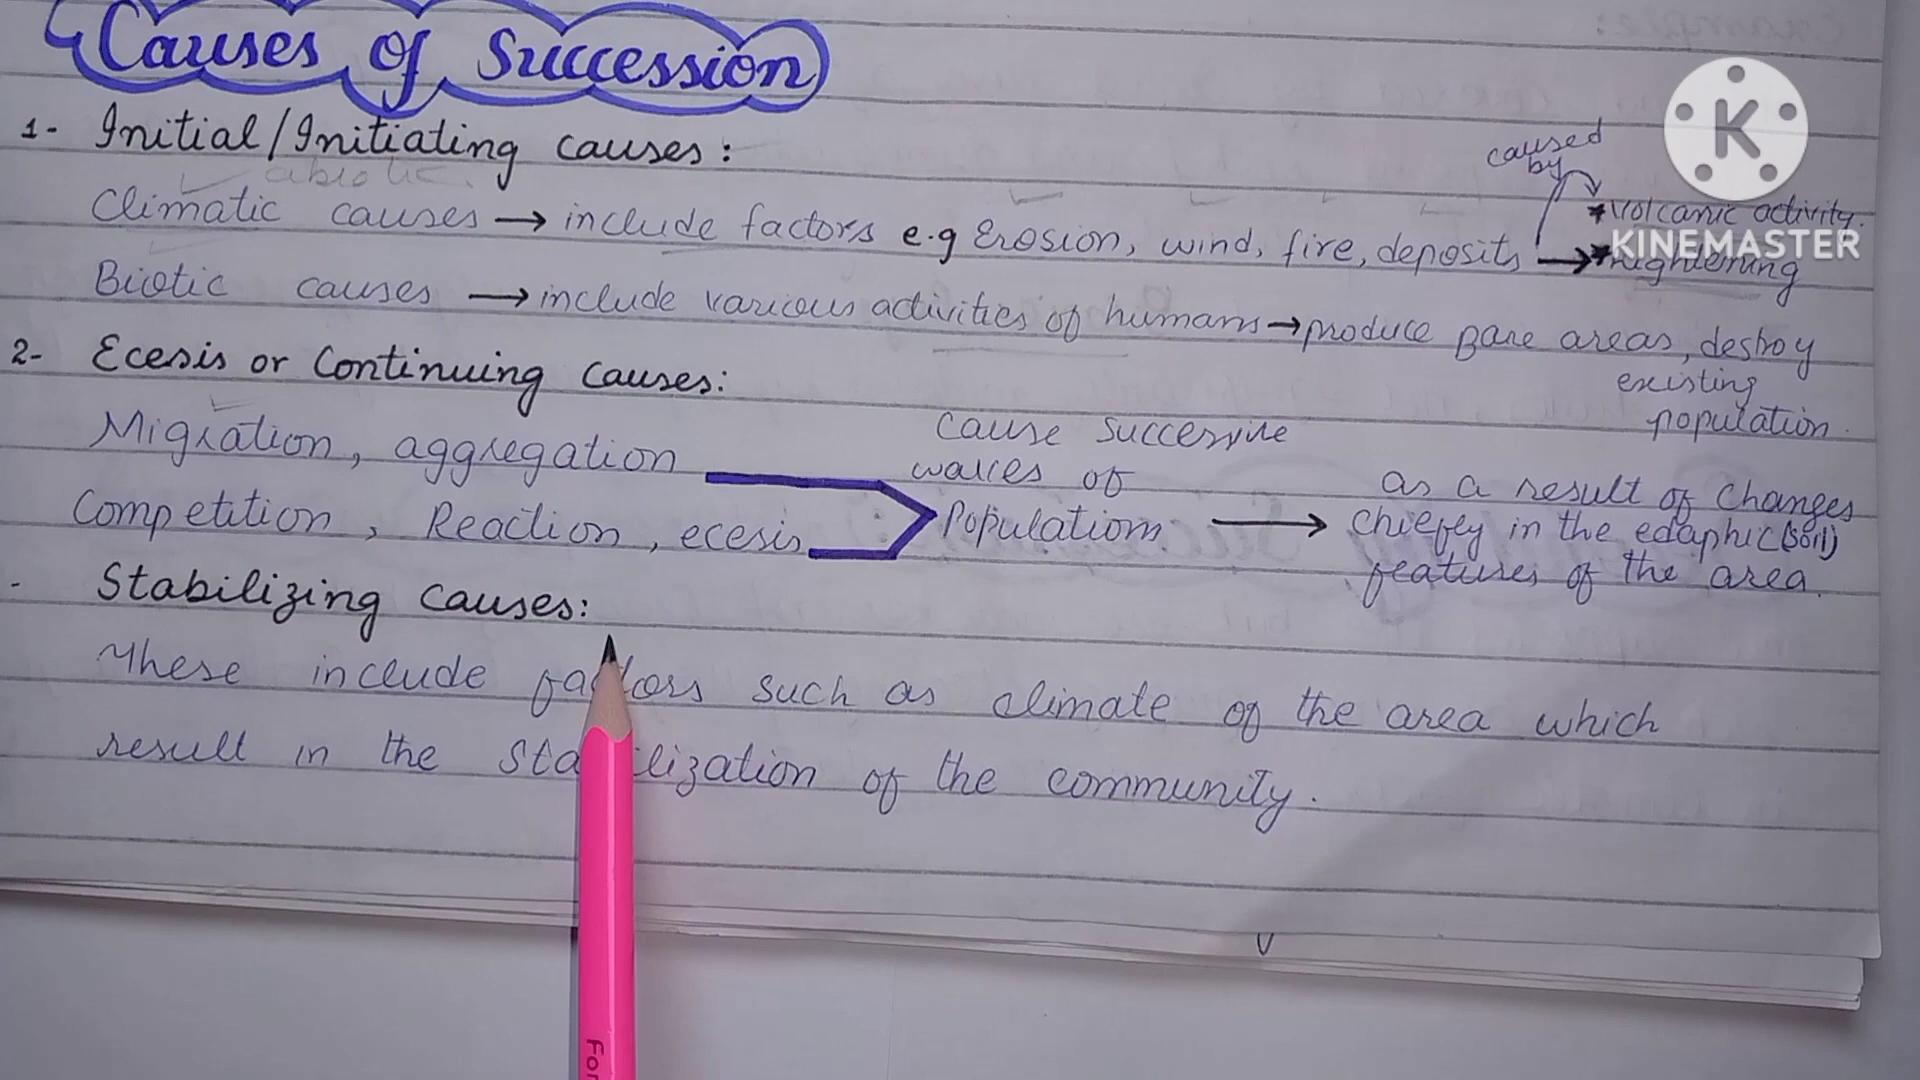 Causes of Succession
1- Initial/Initiating causes:
abiotic.
Climatic causes → include factors e.g Erosion, wind, fire, deposits →
caused by
*volcanic activity.
*lightening
KINEMASTER
Biotic causes → include various activities of humans → produce bare areas, destroy
existing
population.
2- Ecesis or Continuing causes:
Migration, aggregation
Competition, Reaction, ecesis
cause successive
waves of
Populations →
as a result of changes
chiefly in the edaphic (soil)
features of the area.
- Stabilizing causes:
These include factors such as climate of the area which
result in the stabilization of the community.
For